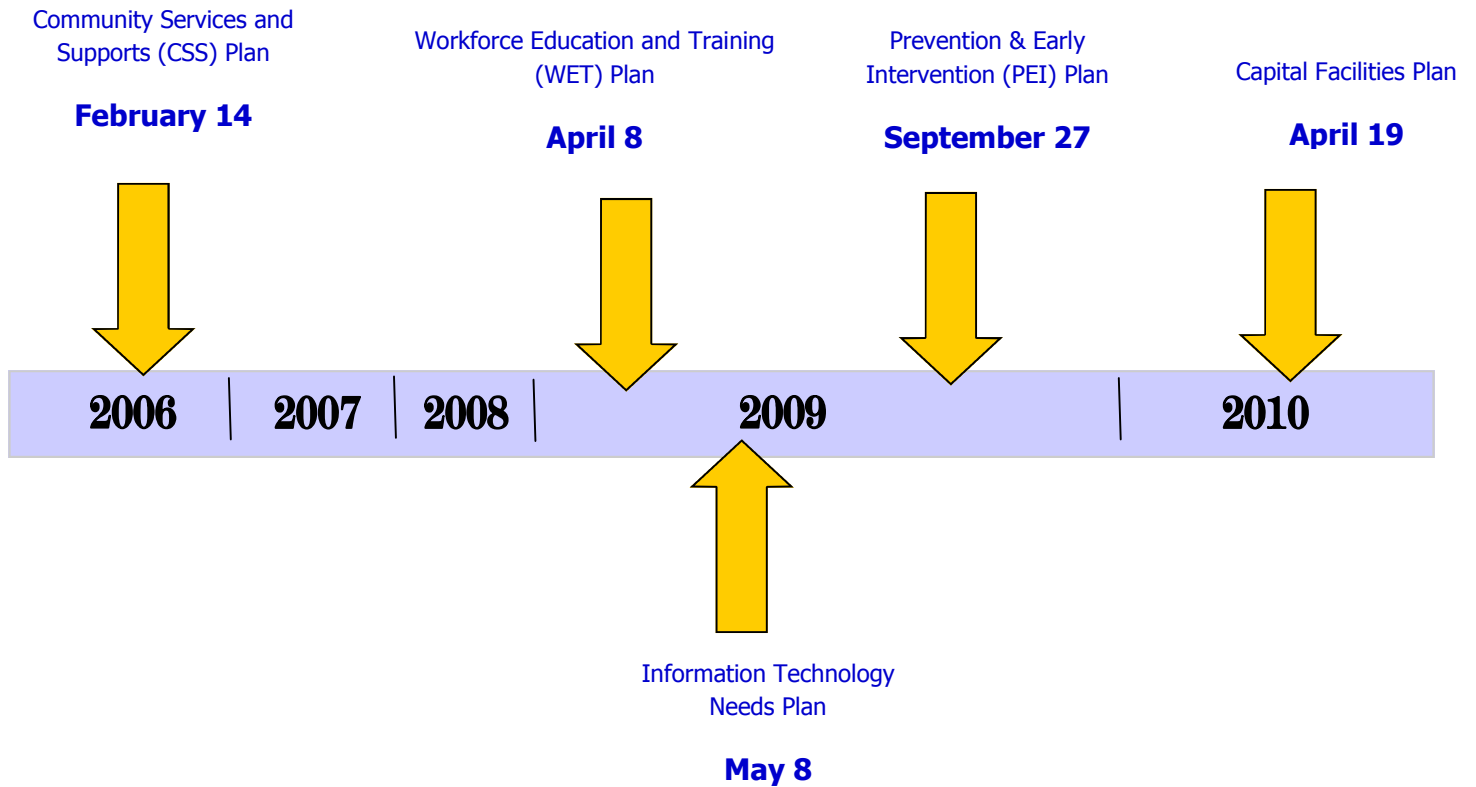 Community Services and
Supports (CSS) Plan
February 14
Workforce Education and Training
(WET) Plan
April 8
Prevention & Early
Intervention (PEI) Plan
September 27
Capital Facilities Plan
April 19
2006
2007
2008
2009
2010
Information Technology
Needs Plan
May 8